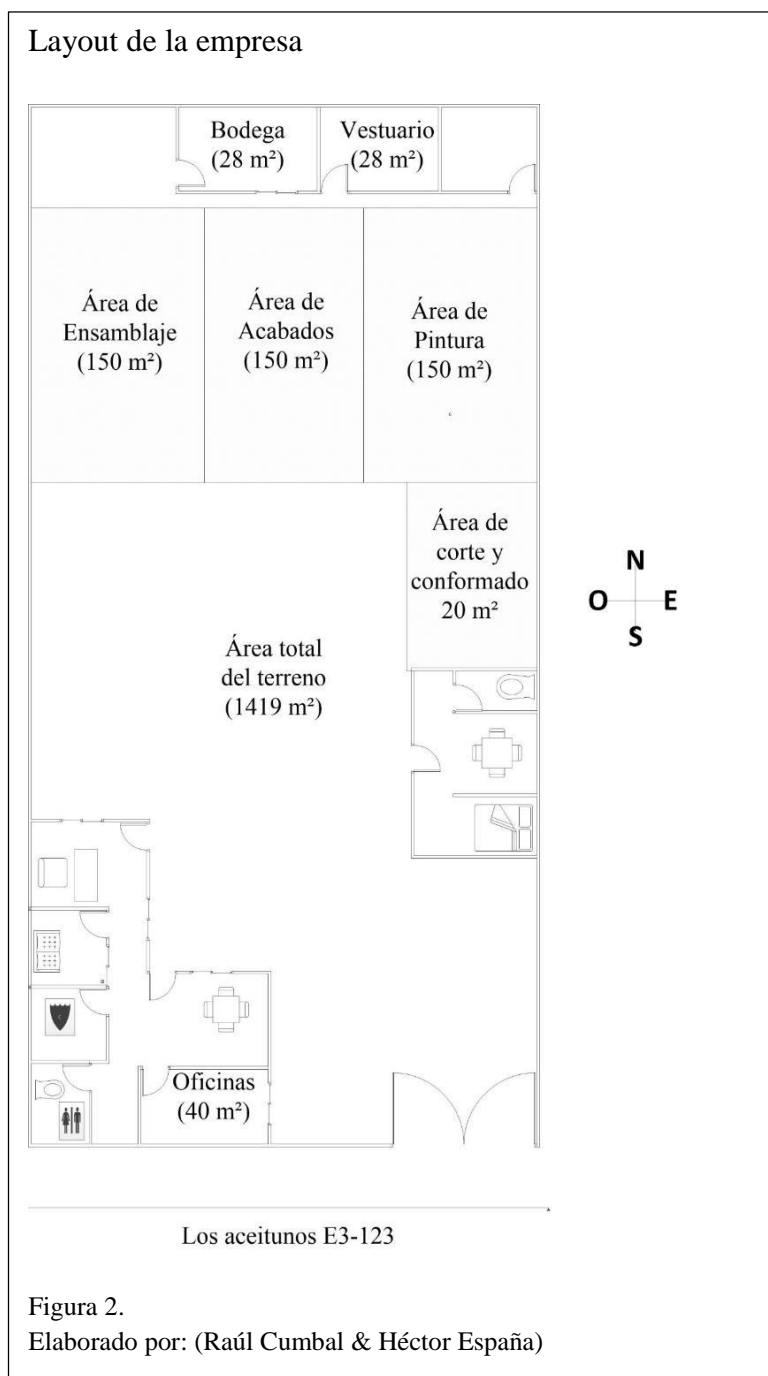 Layout de la empresa
Bodega
(28 m²)
Vestuario
(28 m²)
Área de
Ensamblaje
(150 m²)
Área de
Acabados
(150 m²)
Área de
Pintura
(150 m²)
Área de
corte y
conformado
20 m²
N
O
E
S
Área total
del terreno
(1419 m²)
Oficinas
(40 m²)
Los aceitunos E3-123
Figura 2.
Elaborado por: (Raúl Cumbal & Héctor España)